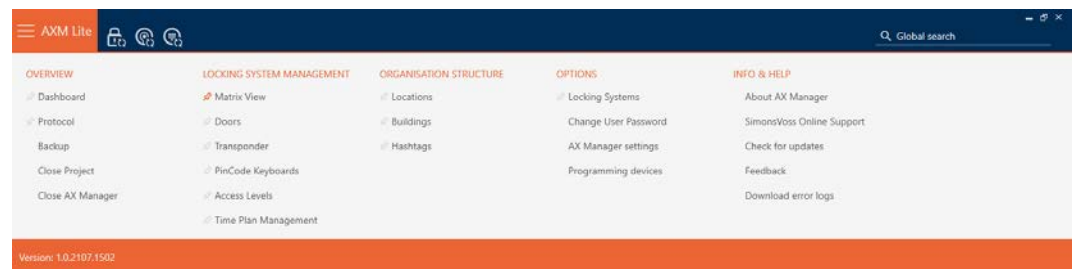 AXM Lite
Global search
OVERVIEW
Dashboard
Protocol
Backup
Close Project
Close AX Manager
LOCKING SYSTEM MANAGEMENT
Matrix View
Doors
Transponder
PinCode Keyboards
Access Levels
Time Plan Management
ORGANISATION STRUCTURE
Locations
Buildings
Hashtags
OPTIONS
Locking Systems
Change User Password
AX Manager settings
Programming devices
INFO & HELP
About AX Manager
SimonsVoss Online Support
Check for updates
Feedback
Download error logs
Version: 1.0.2107.1502